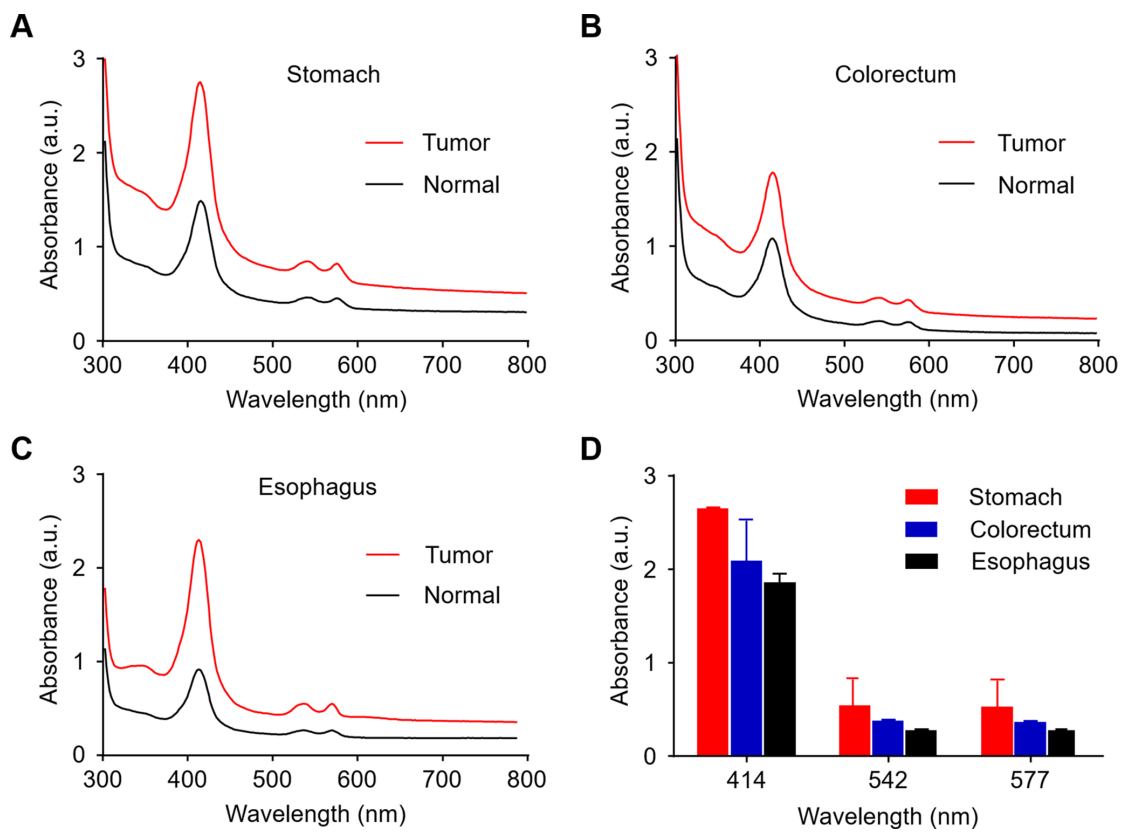 A
Stomach
Absorbance (a.u.)
3
2
1
0
Tumor
Normal
300 400 500 600 700 800
Wavelength (nm)
B
Colorectum
Absorbance (a.u.)
3
2
1
0
Tumor
Normal
300 400 500 600 700 800
Wavelength (nm)
C
Esophagus
Absorbance (a.u.)
3
2
1
0
Tumor
Normal
300 400 500 600 700 800
Wavelength (nm)
D
Absorbance (a.u.)
3
2
1
0
Stomach
Colorectum
Esophagus
414 542 577
Wavelength (nm)